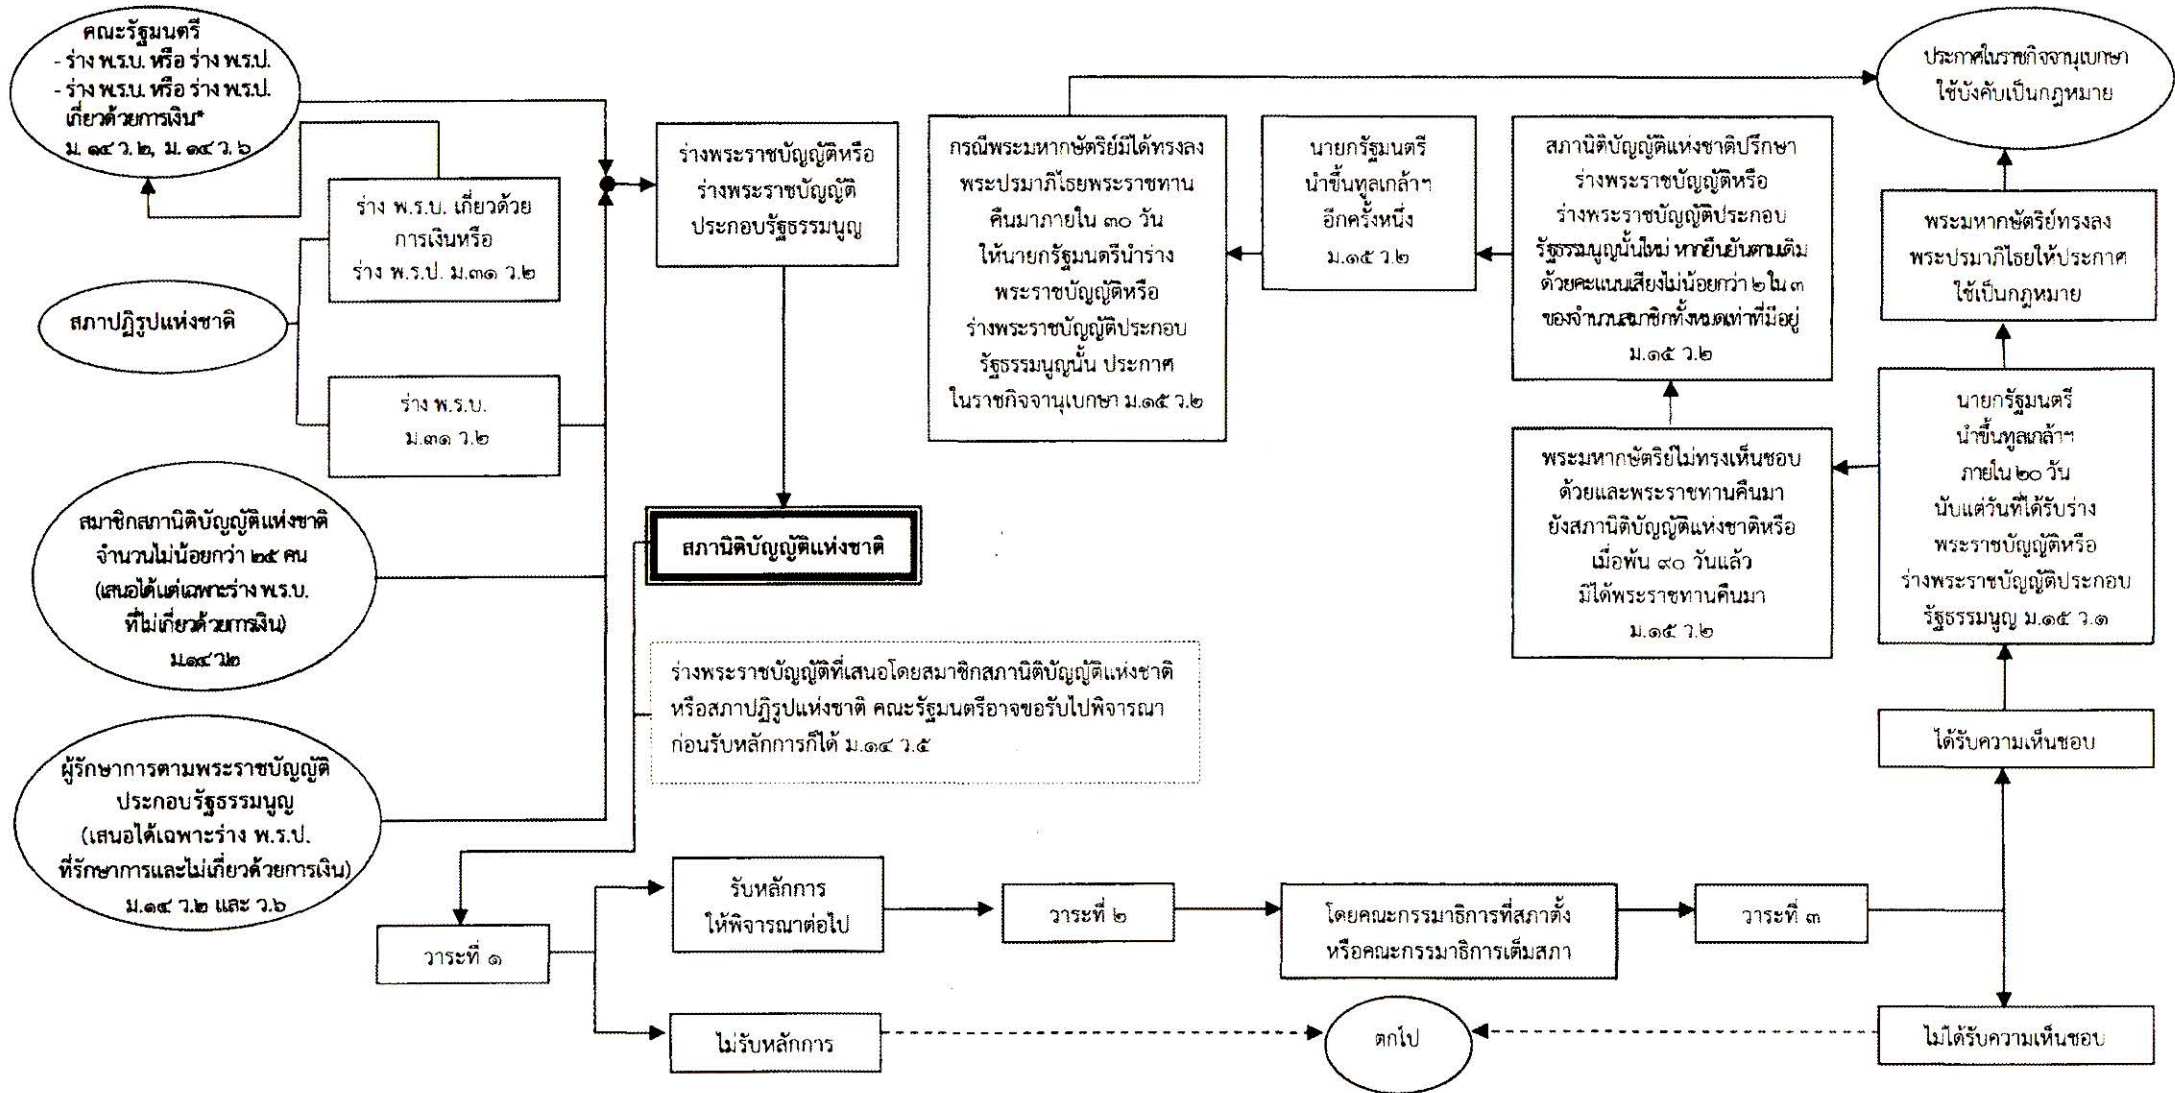 คณะรัฐมนตรี
- ร่าง พ.ร.บ. หรือ ร่าง พ.ร.ป.
- ร่าง พ.ร.บ. หรือ ร่าง พ.ร.ป.
เกี่ยวด้วยการเงิน*
ม. ๑๔ ว. ๒, ม. ๑๔ ว. ๖
ร่าง พ.ร.บ. เกี่ยวด้วย
การเงินหรือ
ร่าง พ.ร.ป. ม.๓๑ ว.๒
สภาปฏิรูปแห่งชาติ
ร่าง พ.ร.บ.
ม.๓๑ ว.๒
สมาชิกสภานิติบัญญัติแห่งชาติ
จำนวนไม่น้อยกว่า ๒๕ คน
(เสนอได้แต่เฉพาะร่าง พ.ร.บ.
ที่ไม่เกี่ยวด้วยการเงิน)
ม.๑๔ ว.๒
ผู้รักษาการตามพระราชบัญญัติ
ประกอบรัฐธรรมนูญ
(เสนอได้เฉพาะร่าง พ.ร.ป.
ที่รักษาการและไม่เกี่ยวด้วยการเงิน)
ม.๑๔ ว.๒ และ ว.๖
ร่างพระราชบัญญัติหรือ
ร่างพระราชบัญญัติ
ประกอบรัฐธรรมนูญ
สภานิติบัญญัติแห่งชาติ
ร่างพระราชบัญญัติที่เสนอโดยสมาชิกสภานิติบัญญัติแห่งชาติ
หรือสภาปฏิรูปแห่งชาติ คณะรัฐมนตรีอาจขอรับไปพิจารณา
ก่อนรับหลักการก็ได้ ม.๑๔ ว.๕
วาระที่ ๑
รับหลักการ
ให้พิจารณาต่อไป
ไม่รับหลักการ
วาระที่ ๒
โดยคณะกรรมาธิการที่สภาตั้ง
หรือคณะกรรมาธิการเต็มสภา
วาระที่ ๓
ตกไป
ไม่ได้รับความเห็นชอบ
ได้รับความเห็นชอบ
นายกรัฐมนตรี
นำขึ้นทูลเกล้าฯ
ภายใน ๒๐ วัน
นับแต่วันที่ได้รับร่าง
พระราชบัญญัติหรือ
ร่างพระราชบัญญัติประกอบ
รัฐธรรมนูญ ม.๑๕ ว.๑
พระมหากษัตริย์ทรงลง
พระปรมาภิไธยให้ประกาศ
ใช้เป็นกฎหมาย
ประกาศในราชกิจจานุเบกษา
ใช้บังคับเป็นกฎหมาย
พระมหากษัตริย์ไม่ทรงเห็นชอบ
ด้วยและพระราชทานคืนมา
ยังสภานิติบัญญัติแห่งชาติหรือ
เมื่อพ้น ๙๐ วันแล้ว
มิได้พระราชทานคืนมา
ม.๑๕ ว.๒
สภานิติบัญญัติแห่งชาติปรึกษา
ร่างพระราชบัญญัติหรือ
ร่างพระราชบัญญัติประกอบ
รัฐธรรมนูญนั้นใหม่ หากยืนยันตามเดิม
ด้วยคะแนนเสียงไม่น้อยกว่า ๒ ใน ๓
ของจำนวนสมาชิกทั้งหมดเท่าที่มีอยู่
ม.๑๕ ว.๒
นายกรัฐมนตรี
นำขึ้นทูลเกล้าฯ
อีกครั้งหนึ่ง
ม.๑๕ ว.๒
กรณีพระมหากษัตริย์มิได้ทรงลง
พระปรมาภิไธยพระราชทาน
คืนมาภายใน ๓๐ วัน
ให้นายกรัฐมนตรีนำร่าง
พระราชบัญญัติหรือ
ร่างพระราชบัญญัติประกอบ
รัฐธรรมนูญนั้น ประกาศ
ในราชกิจจานุเบกษา ม.๑๕ ว.๒